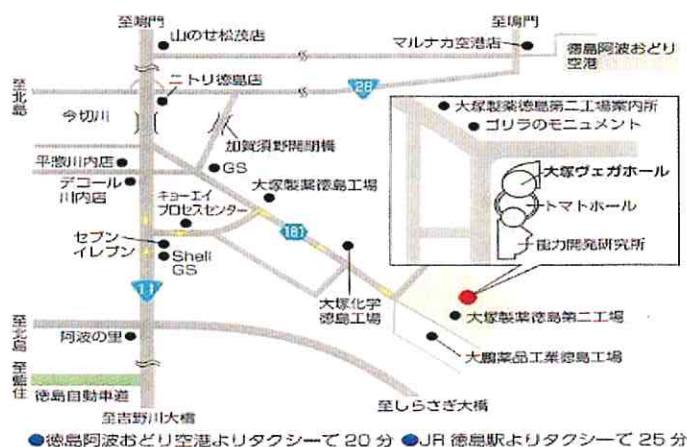 至鳴門
山のせ松茂店
至鳴門
マルナカ空港店
徳島阿波おどり
空港
ニトリ徳島店
至北島
28
今切川
加賀須野開閉橋
平惣川内店
GS
デコール
川内店
大塚製薬徳島工場
キョーエイ
プロセスセンター
181
セブン
イレブン
Shell
GS
11
大塚化学
徳島工場
大塚製薬徳島第二工場案内所
ゴリラのモニュメント
大塚ヴェガホール
トマトホール
能力開発研究所
大塚製薬徳島第二工場
大鵬薬品工業徳島工場
至北島
阿波の里
至藍住
徳島自動車道
至吉野川大橋
至しらさぎ大橋
●徳島阿波おどり空港よりタクシーで20分 ●JR徳島駅よりタクシーで25分